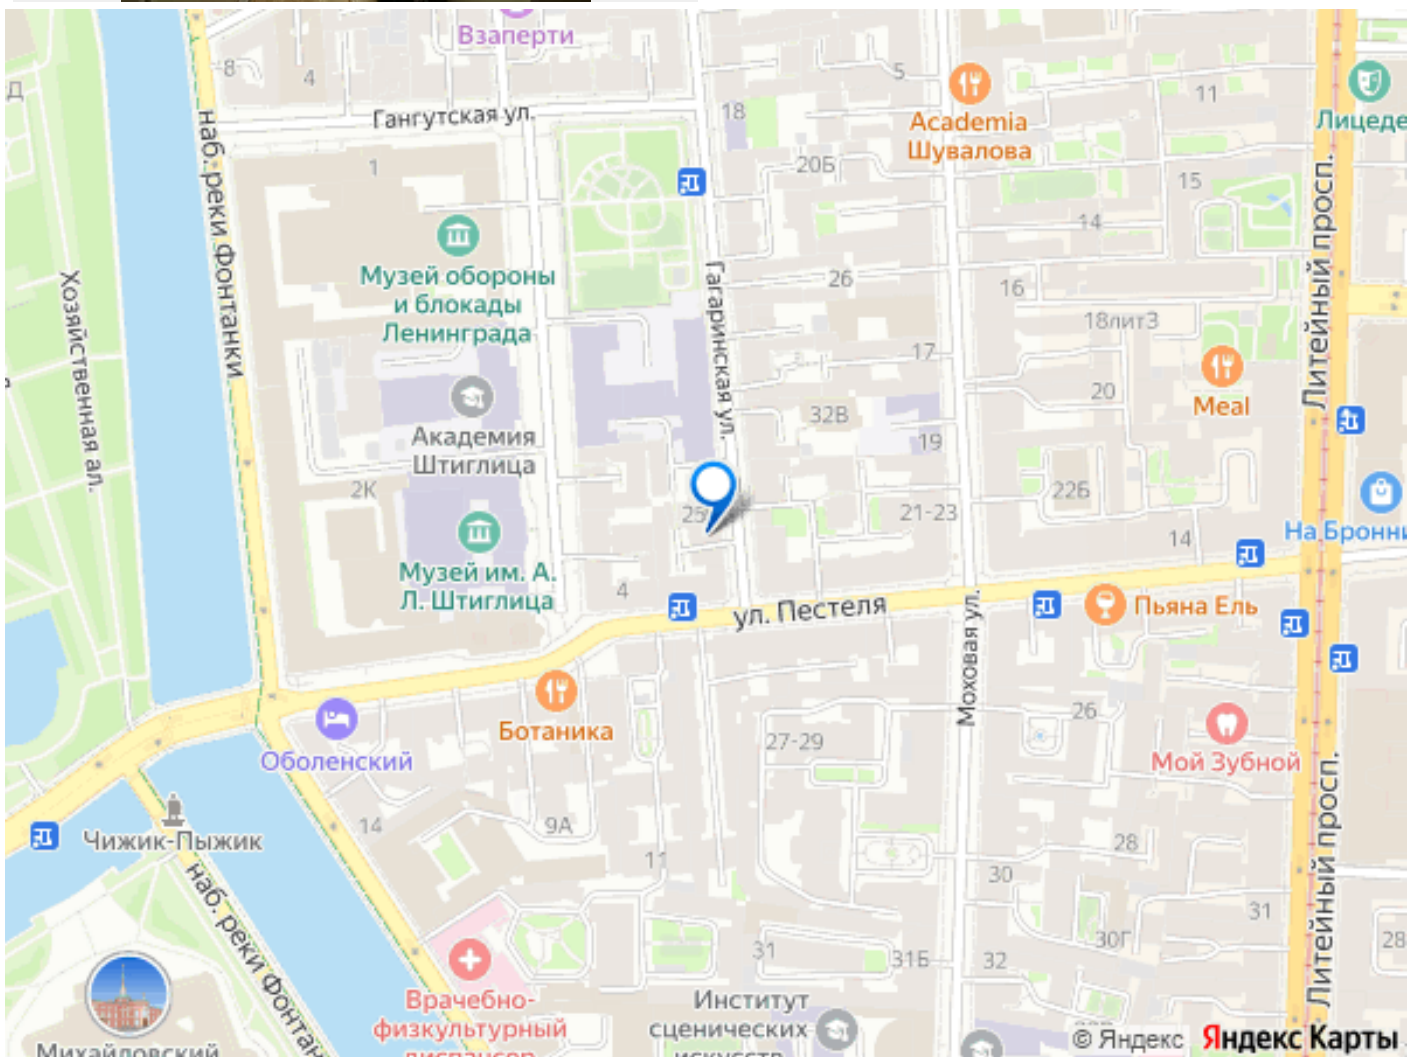 Взаперти
8
4
5
Д
Гангутская ул.
18
Academia
Шувалова
11
Лицеде
наб. реки Фонтанки
1
20Б
15
14
Литейный просп.
Музей обороны
и блокады
Ленинграда
Хозяйственная ал.
Гагаринская ул.
26
16
18литЗ
17
20
Meal
32В
19
Академия
Штиглица
2К
25
22Б
21-23
14
На Бронни
Музей им. А.
Л. Штиглица
4
ул. Пестеля
Моховая ул.
Пьяна Ель
Ботаника
Оболенский
27-29
26
Мой Зубной
Литейный просп.
Чижик-Пыжик
14
9А
11
28
30
наб. реки Фонтан
31
30Г
28
31
31Б
32
Врачебно-
физкультурный
диспансер
Институт
сценических
искусств
Михайловский
© Яндекс Яндекс Карты